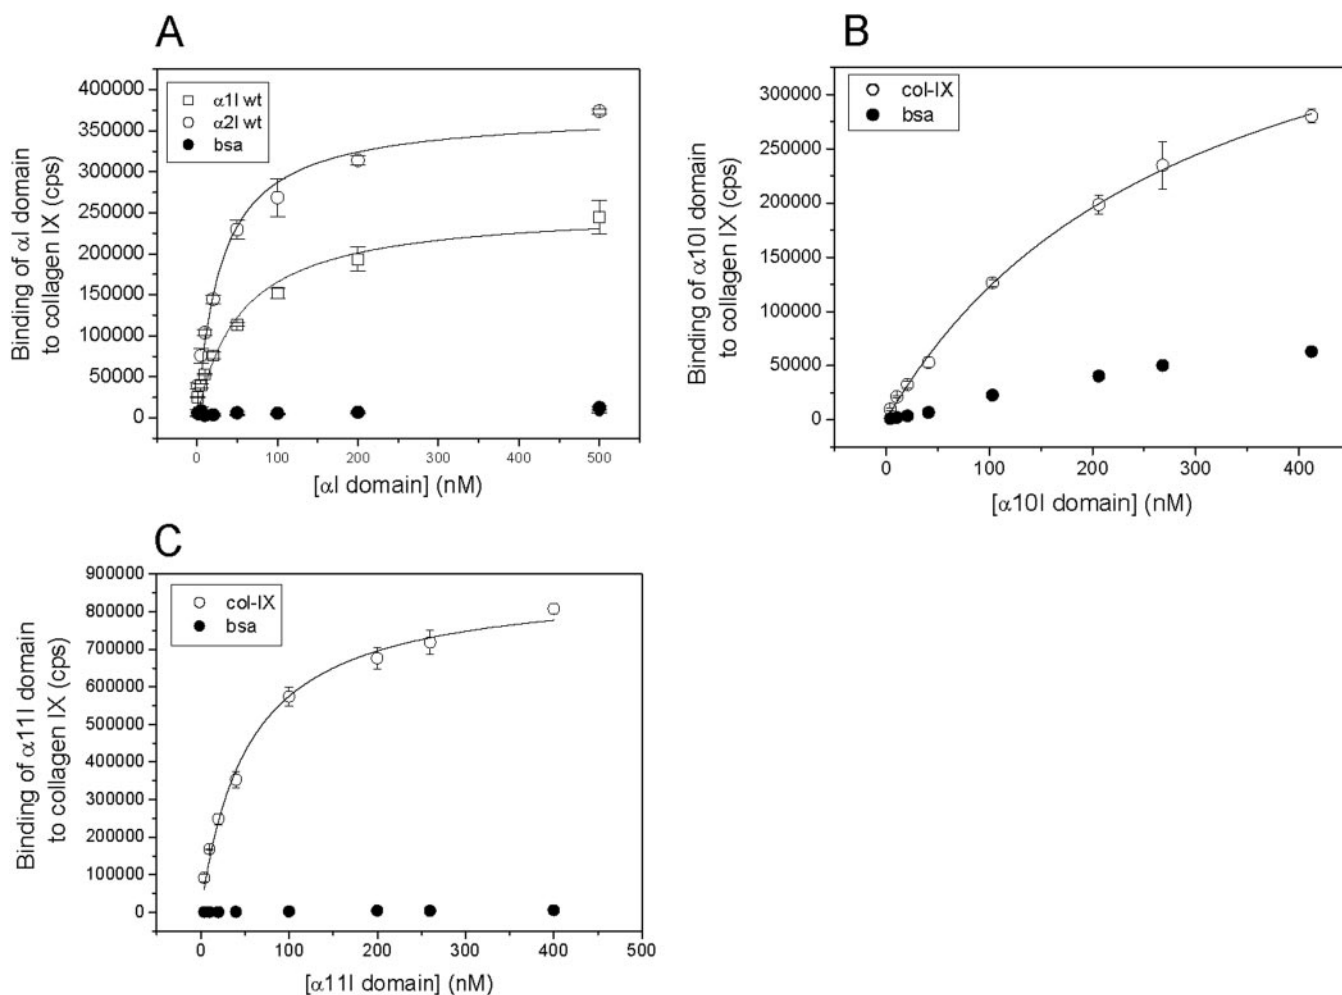 A
Binding of αI domain
to collagen IX (cps)
400000
350000
300000
250000
200000
150000
100000
50000
0
α1I wt
α2I wt
bsa
0 100 200 300 400 500
[αI domain] (nM)
B
Binding of α10I domain
to collagen IX (cps)
300000
250000
200000
150000
100000
50000
0
col-IX
bsa
0 100 200 300 400
[α10I domain] (nM)
C
Binding of α11I domain
to collagen IX (cps)
900000
800000
700000
600000
500000
400000
300000
200000
100000
0
col-IX
bsa
0 100 200 300 400 500
[α11I domain] (nM)